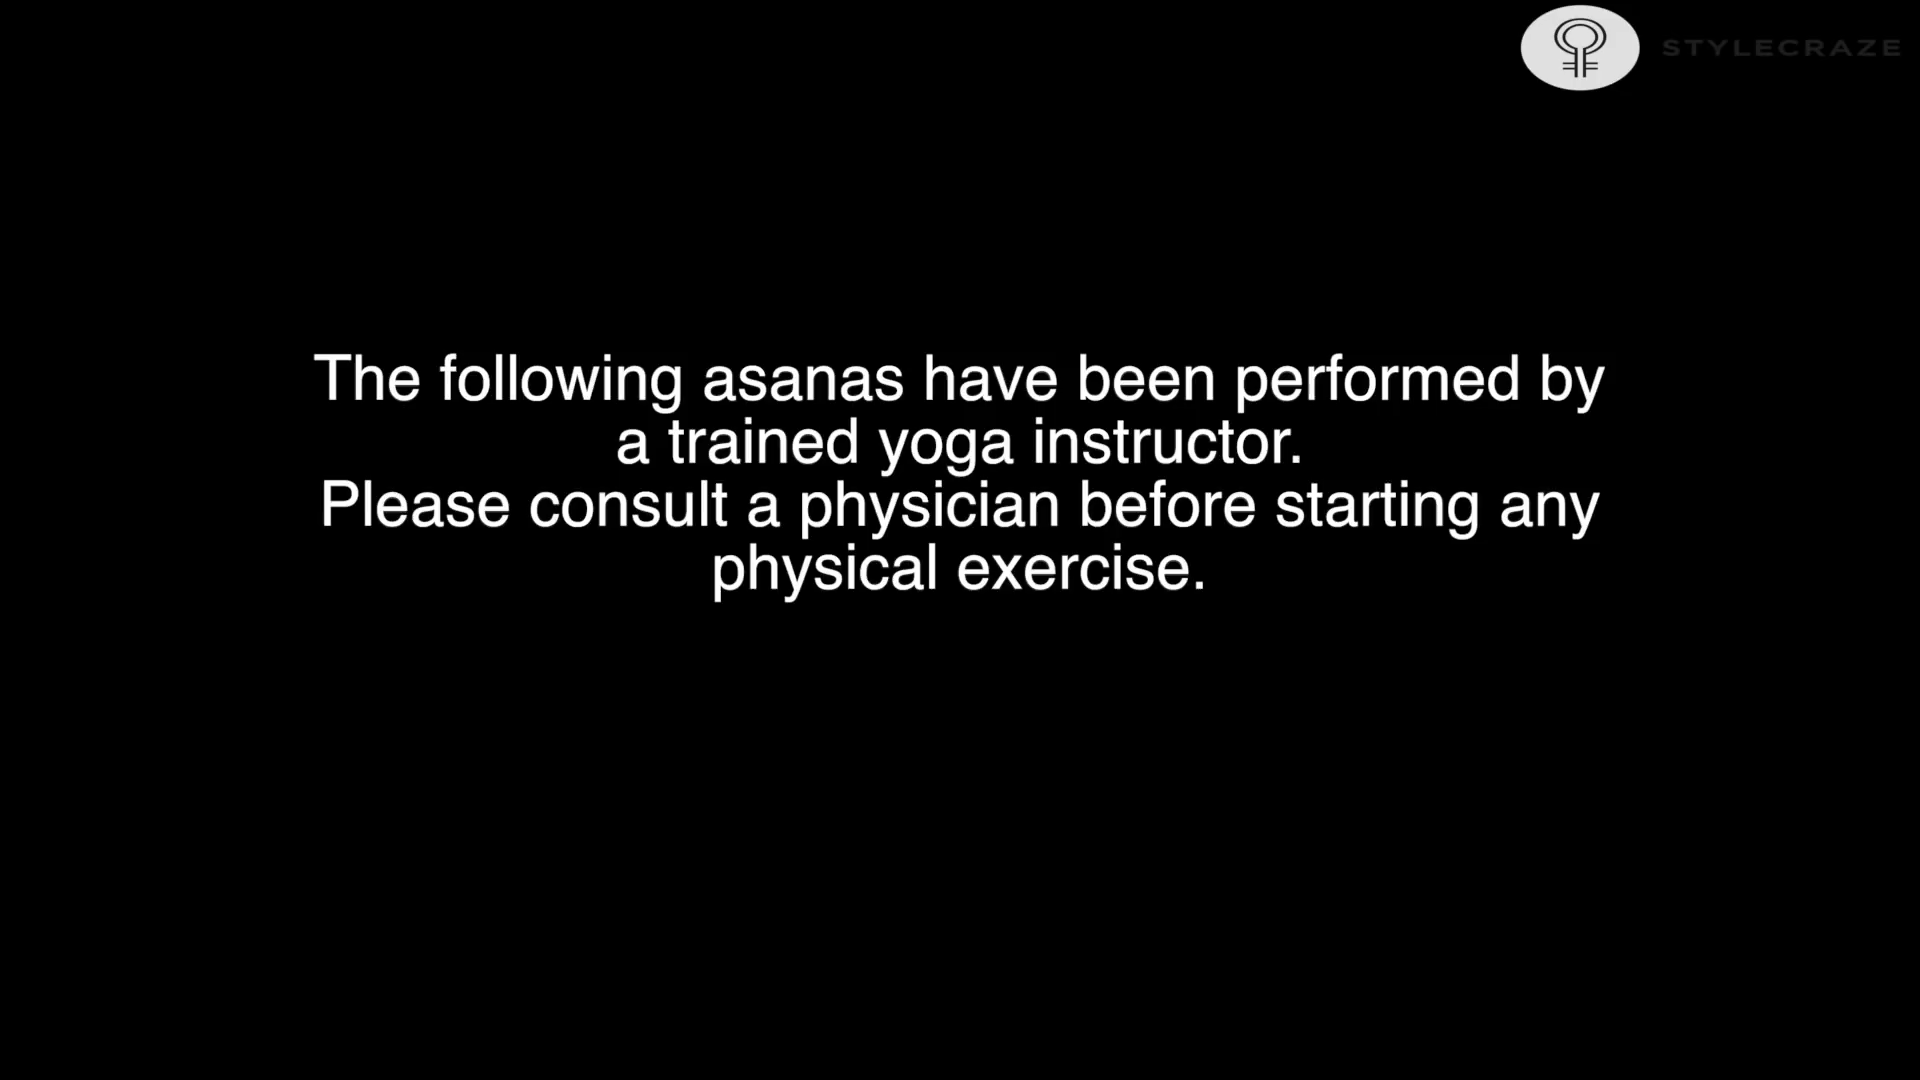 STYLECRAZE
The following asanas have been performed by
a trained yoga instructor.
Please consult a physician before starting any
physical exercise.